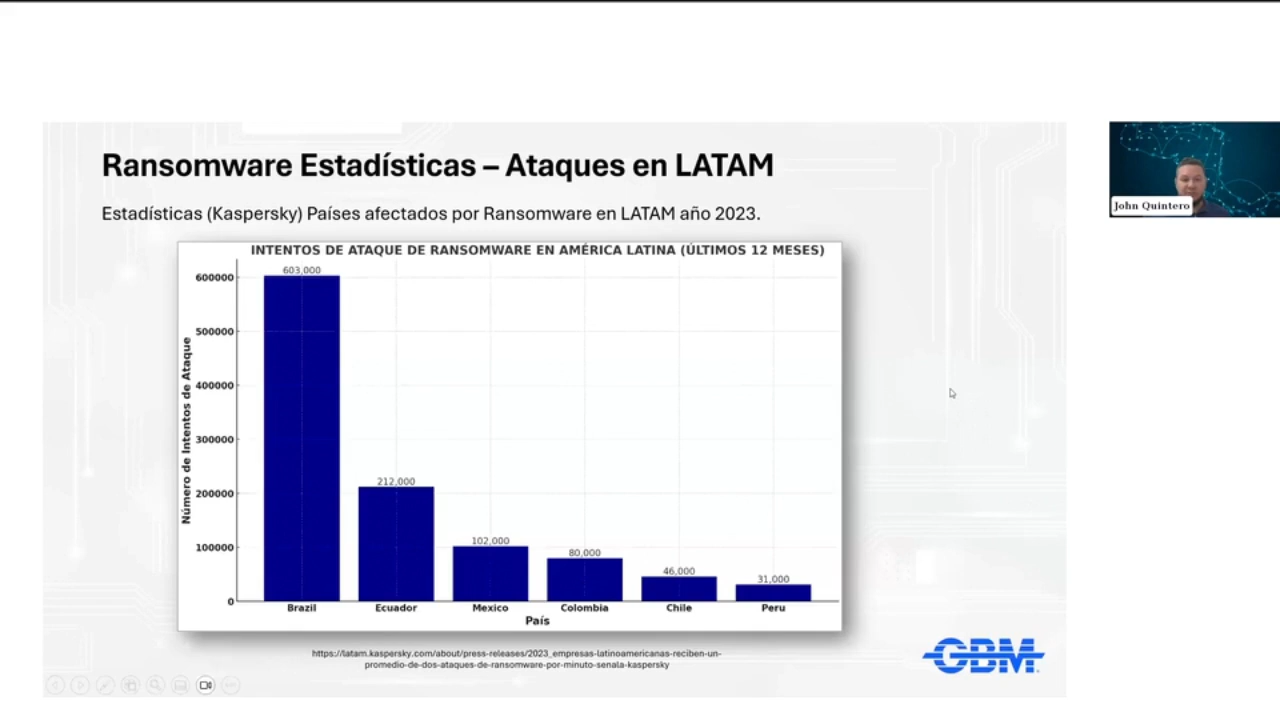 Ransomware Estadísticas – Ataques en LATAM
Estadísticas (Kaspersky) Países afectados por Ransomware en LATAM año 2023.
John Quintero
INTENTOS DE ATAQUE DE RANSOMWARE EN AMÉRICA LATINA (ÚLTIMOS 12 MESES)
Número de Intentos de Ataque
600000
500000
400000
300000
200000
100000
0
603,000
212,000
102,000
80,000
46,000
31,000
Brazil Ecuador Mexico Colombia Chile Peru
País
https://latam.kaspersky.com/about/press-releases/2023_empresas-latinoamericanas-reciben-un-
promedio-de-dos-ataques-de-ransomware-por-minuto-senala-kaspersky
GBM